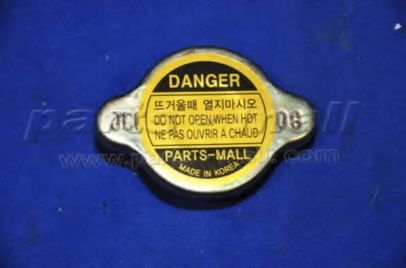 DANGER
뜨거울때 열지마시오
DO NOT OPEN WHEN HOT
NE PAS OUVRIR À CHAUD
PARTS-MALL
MADE IN KOREA